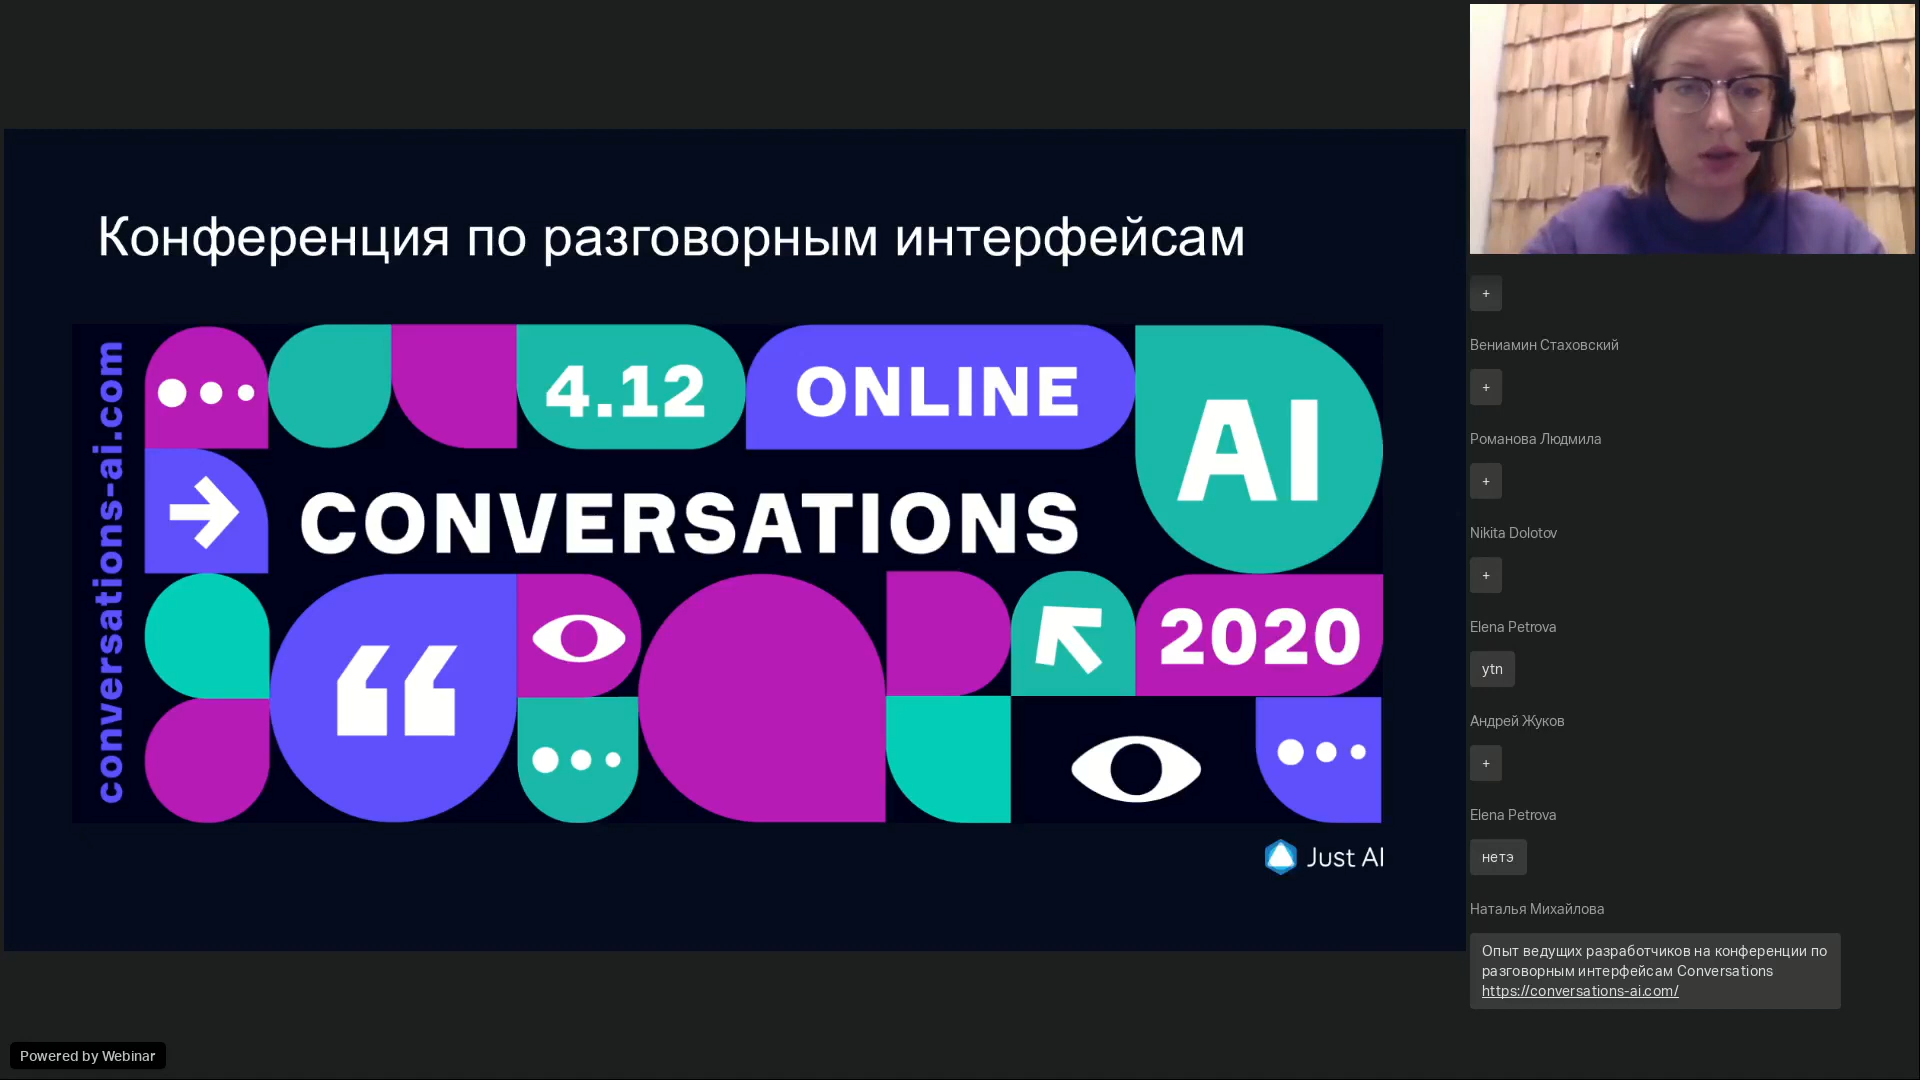 Конференция по разговорным интерфейсам
conversations-ai.com
4.12
ONLINE
AI
CONVERSATIONS
2020
Just AI
+
Вениамин Стаховский
+
Романова Людмила
+
Nikita Dolotov
+
Elena Petrova
ytn
Андрей Жуков
+
Elena Petrova
нетэ
Наталья Михайлова
Опыт ведущих разработчиков на конференции по
разговорным интерфейсам Conversations
https://conversations-ai.com/
Powered by Webinar